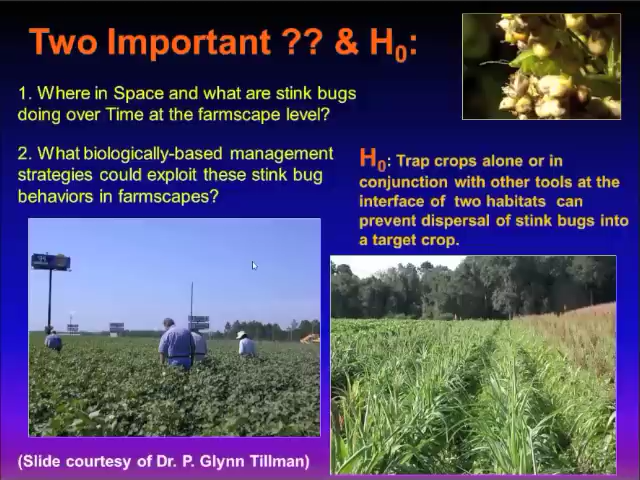 Two Important ?? & H0:
1. Where in Space and what are stink bugs
doing over Time at the farmscape level?
2. What biologically-based management
strategies could exploit these stink bug
behaviors in farmscapes?
H0: Trap crops alone or in
conjunction with other tools at the
interface of two habitats can
prevent dispersal of stink bugs into
a target crop.
(Slide courtesy of Dr. P. Glynn Tillman)